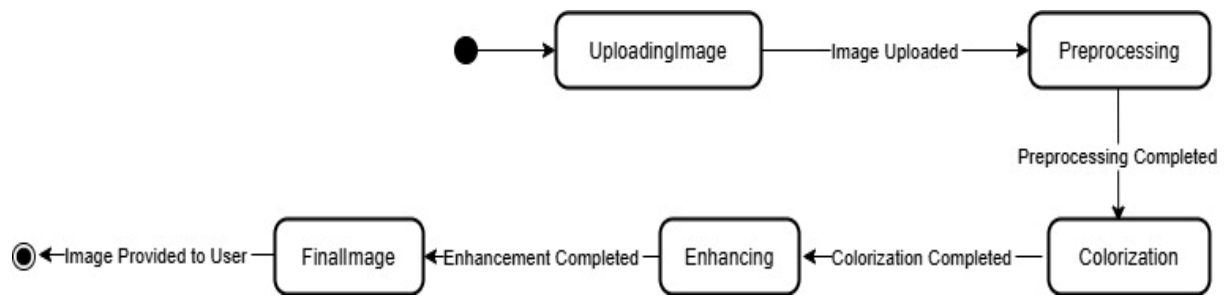 UploadingImage
Image Uploaded
Preprocessing
Preprocessing Completed
Colorization
Colorization Completed
Enhancing
Enhancement Completed
FinalImage
Image Provided to User